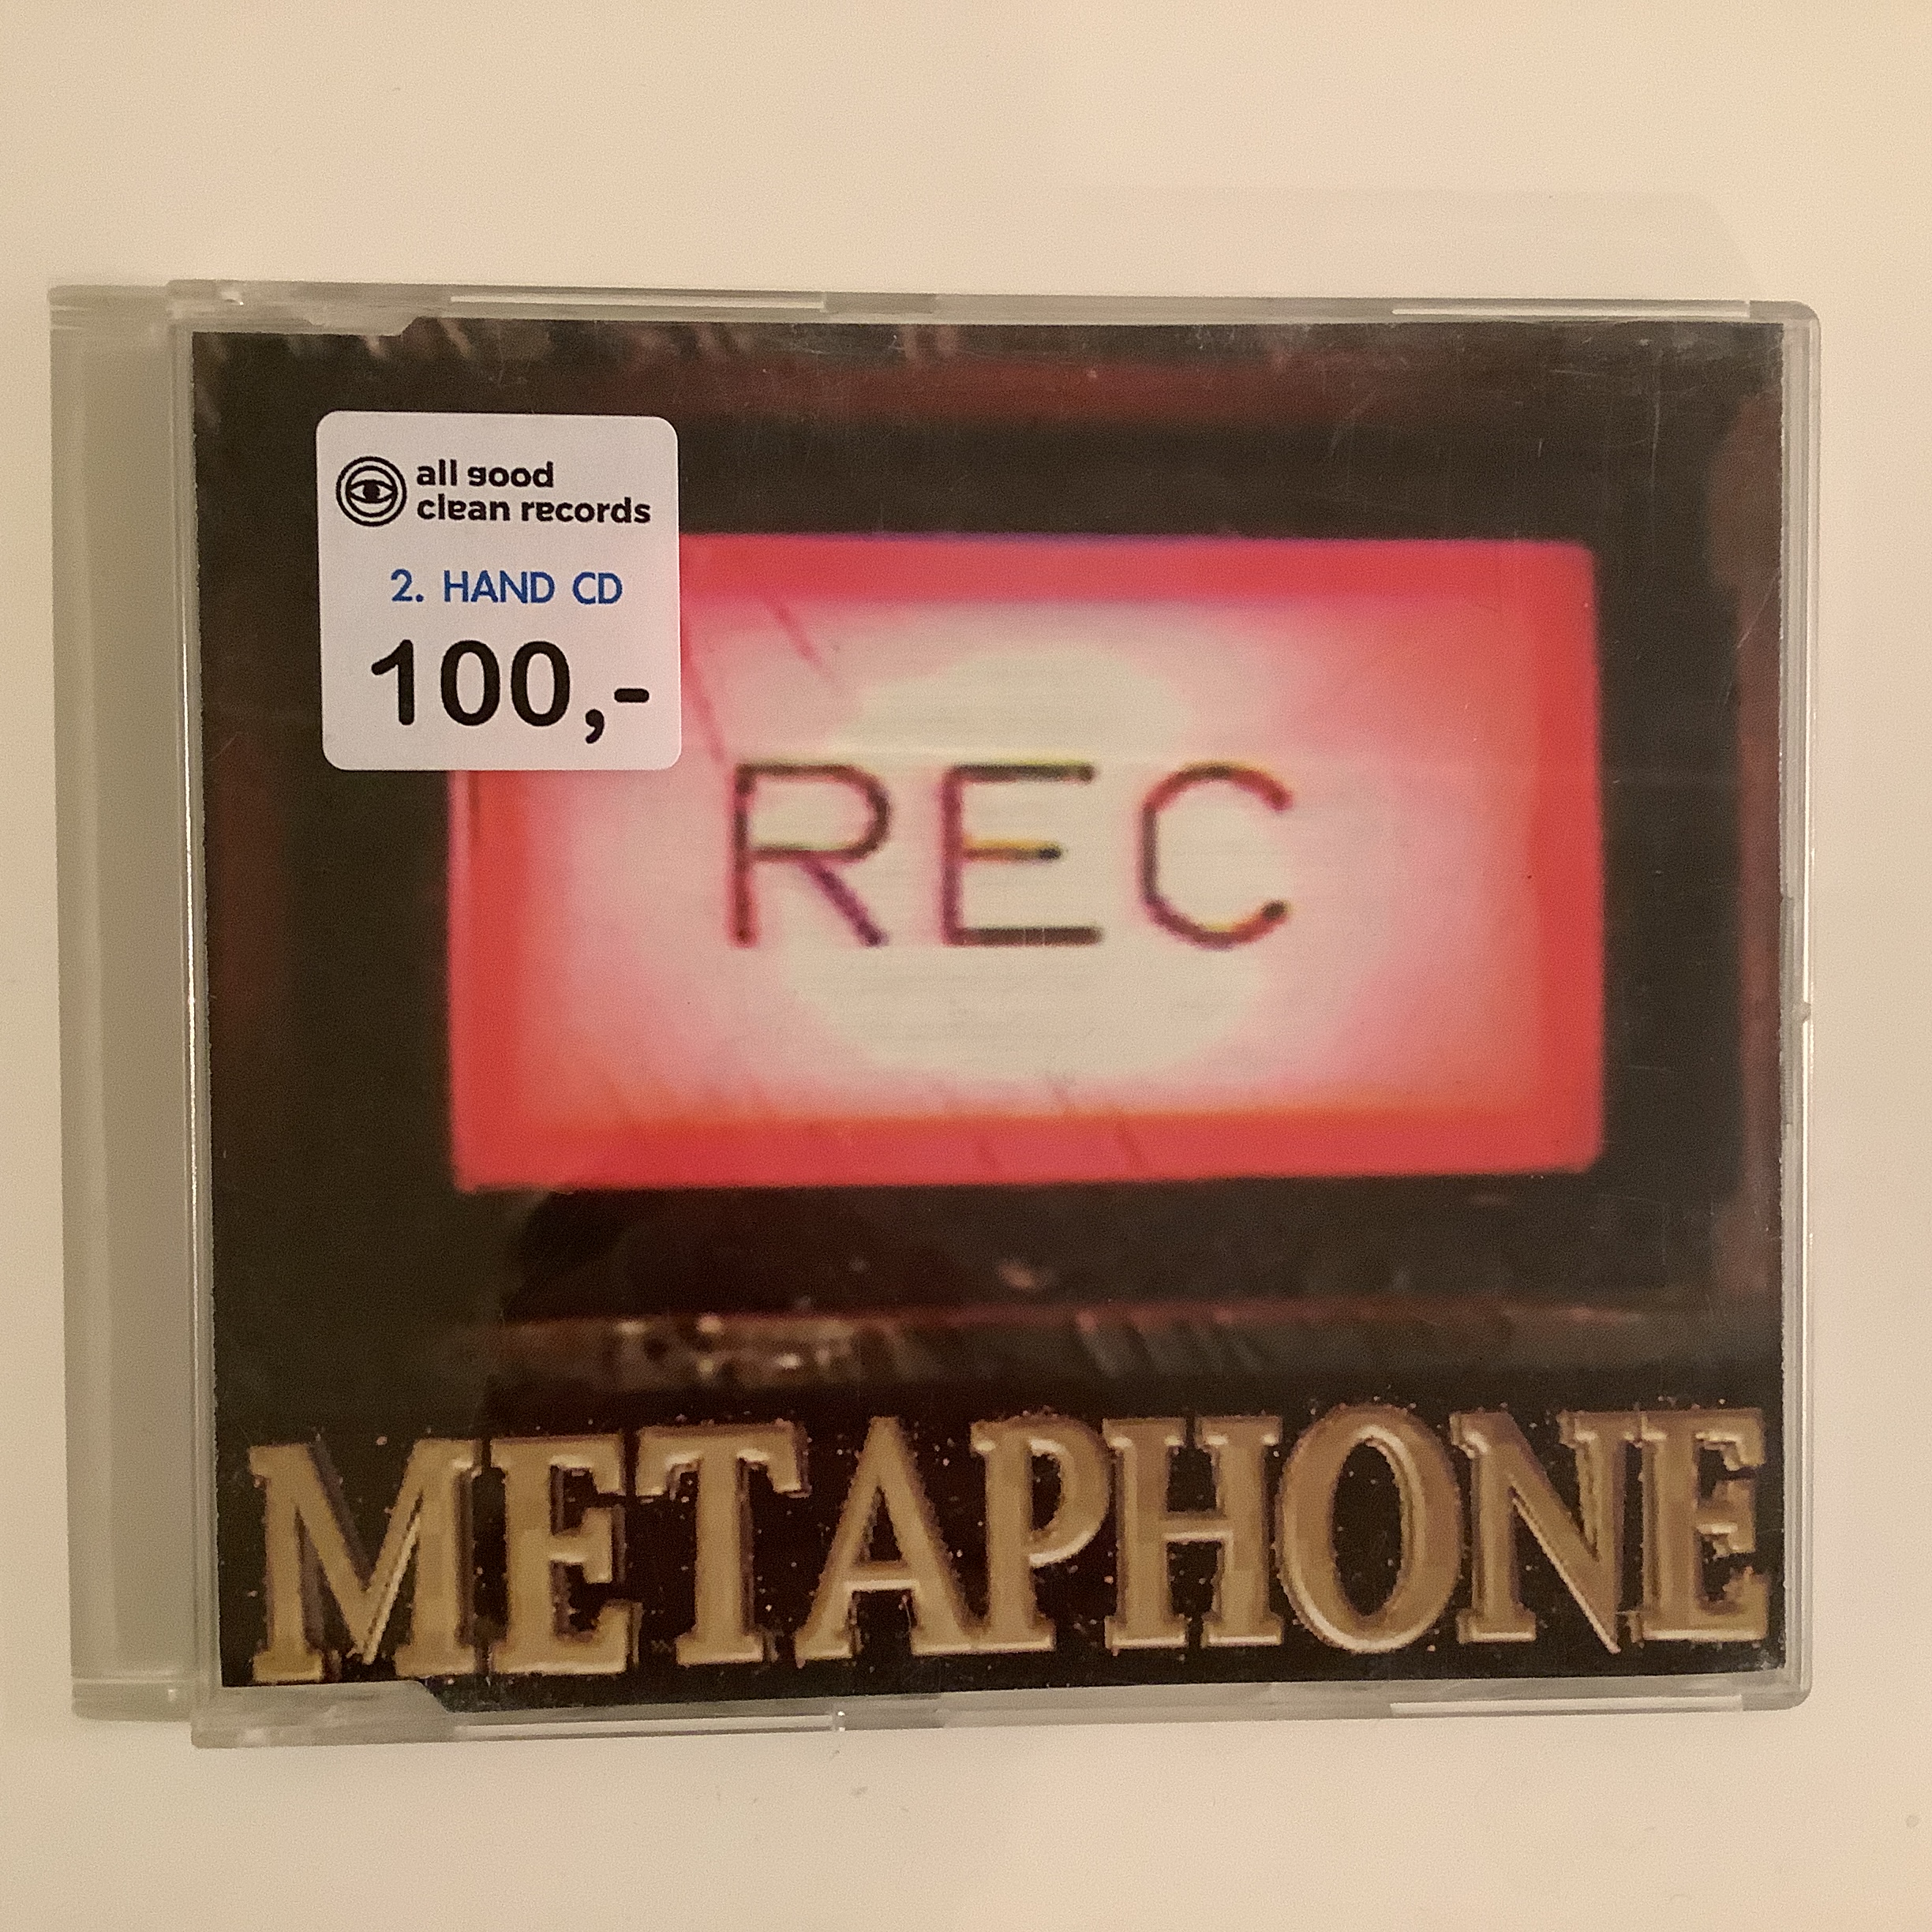 all good
clean records
2. HAND CD
100,-
REC
METAPHONE